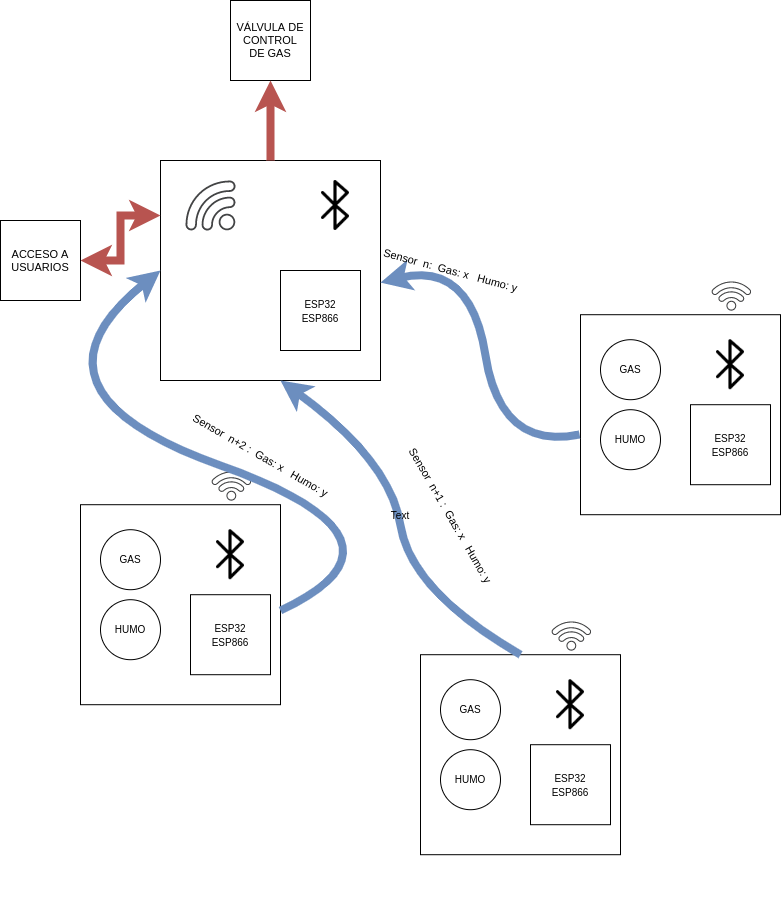 VÁLVULA DE
CONTROL
DE GAS
ACCESO A
USUARIOS
ESP32
ESP866
Sensor n: Gas: x Humo: y
GAS
HUMO
ESP32
ESP866
Sensor n+2 : Gas: x Humo: y
Sensor n+1 : Gas: x Humo: y
Text
GAS
HUMO
ESP32
ESP866
GAS
HUMO
ESP32
ESP866